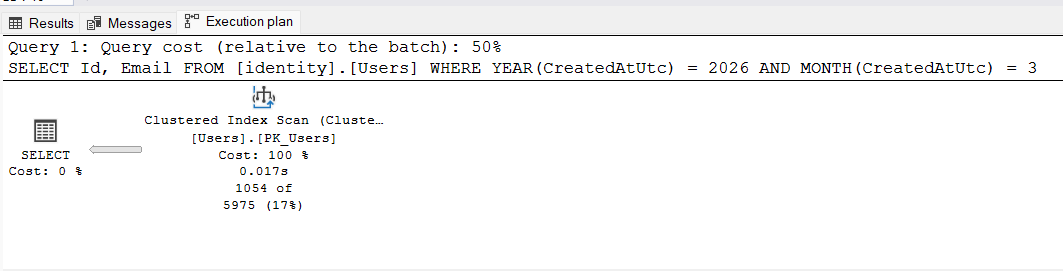 Results Messages Execution plan
Query 1: Query cost (relative to the batch): 50%
SELECT Id, Email FROM [identity].[Users] WHERE YEAR(CreatedAtUtc) = 2026 AND MONTH(CreatedAtUtc) = 3
Clustered Index Scan (Cluste…
[Users].[PK_Users]
Cost: 100 %
0.017s
1054 of
5975 (17%)
SELECT
Cost: 0 %